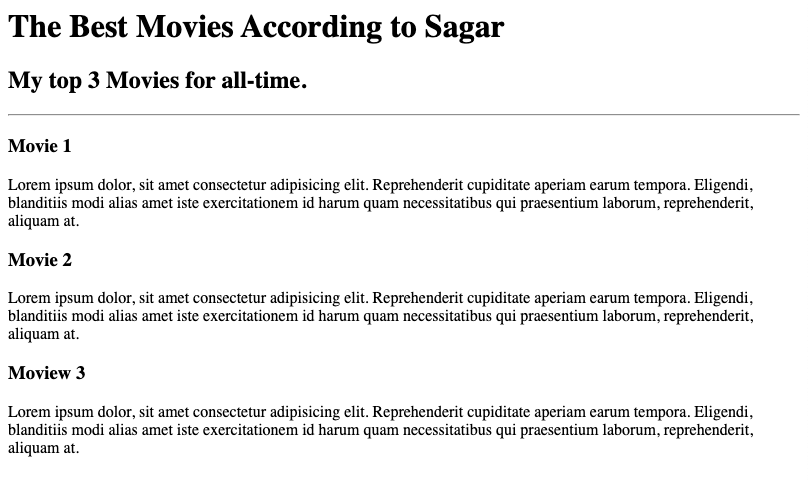 The Best Movies According to Sagar
My top 3 Movies for all-time.
Movie 1
Lorem ipsum dolor, sit amet consectetur adipisicing elit. Reprehenderit cupiditate aperiam earum tempora. Eligendi,
blanditiis modi alias amet iste exercitationem id harum quam necessitatibus qui praesentium laborum, reprehenderit,
aliquam at.
Movie 2
Lorem ipsum dolor, sit amet consectetur adipisicing elit. Reprehenderit cupiditate aperiam earum tempora. Eligendi,
blanditiis modi alias amet iste exercitationem id harum quam necessitatibus qui praesentium laborum, reprehenderit,
aliquam at.
Moview 3
Lorem ipsum dolor, sit amet consectetur adipisicing elit. Reprehenderit cupiditate aperiam earum tempora. Eligendi,
blanditiis modi alias amet iste exercitationem id harum quam necessitatibus qui praesentium laborum, reprehenderit,
aliquam at.